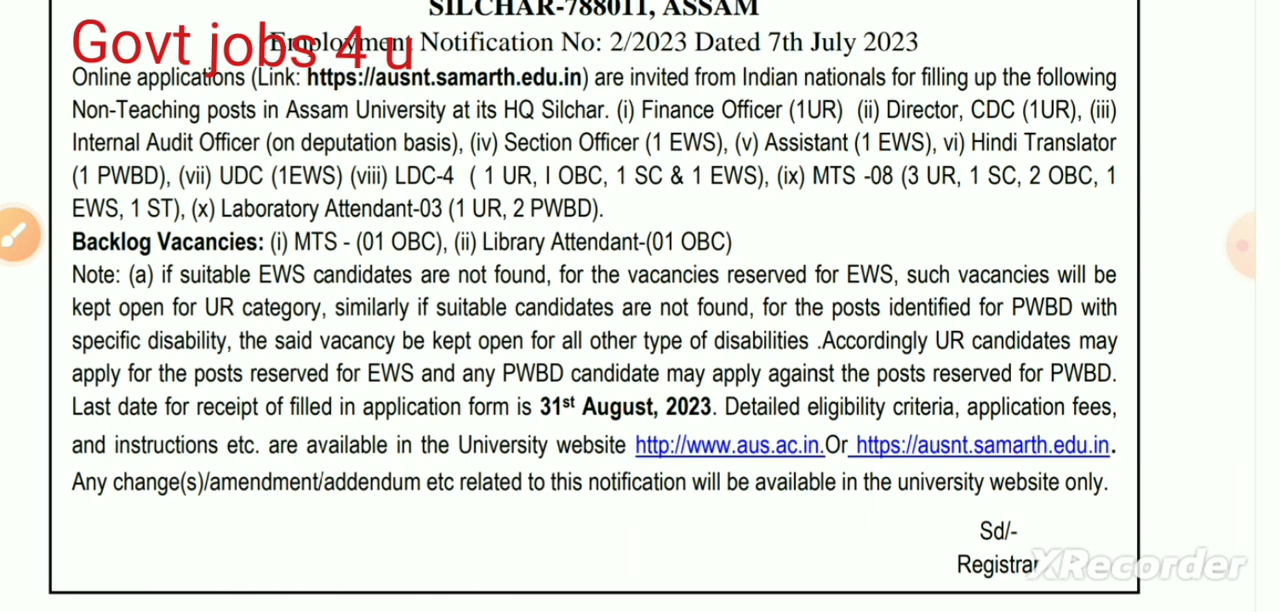 SILCHAR-788011, ASSAM
Govt jobs 4 u
Employment Notification No: 2/2023 Dated 7th July 2023
Online applications (Link: https://ausnt.samarth.edu.in) are invited from Indian nationals for filling up the following
Non-Teaching posts in Assam University at its HQ Silchar. (i) Finance Officer (1UR) (ii) Director, CDC (1UR), (iii)
Internal Audit Officer (on deputation basis), (iv) Section Officer (1 EWS), (v) Assistant (1 EWS), vi) Hindi Translator
(1 PWBD), (vii) UDC (1EWS) (viii) LDC-4 ( 1 UR, I OBC, 1 SC & 1 EWS), (ix) MTS -08 (3 UR, 1 SC, 2 OBC, 1
EWS, 1 ST), (x) Laboratory Attendant-03 (1 UR, 2 PWBD).
Backlog Vacancies: (i) MTS - (01 OBC), (ii) Library Attendant-(01 OBC)
Note: (a) if suitable EWS candidates are not found, for the vacancies reserved for EWS, such vacancies will be
kept open for UR category, similarly if suitable candidates are not found, for the posts identified for PWBD with
specific disability, the said vacancy be kept open for all other type of disabilities .Accordingly UR candidates may
apply for the posts reserved for EWS and any PWBD candidate may apply against the posts reserved for PWBD.
Last date for receipt of filled in application form is 31st August, 2023. Detailed eligibility criteria, application fees,
and instructions etc. are available in the University website http://www.aus.ac.in.Or https://ausnt.samarth.edu.in.
Any change(s)/amendment/addendum etc related to this notification will be available in the university website only.
Sd/-
Registrar
XRecorder